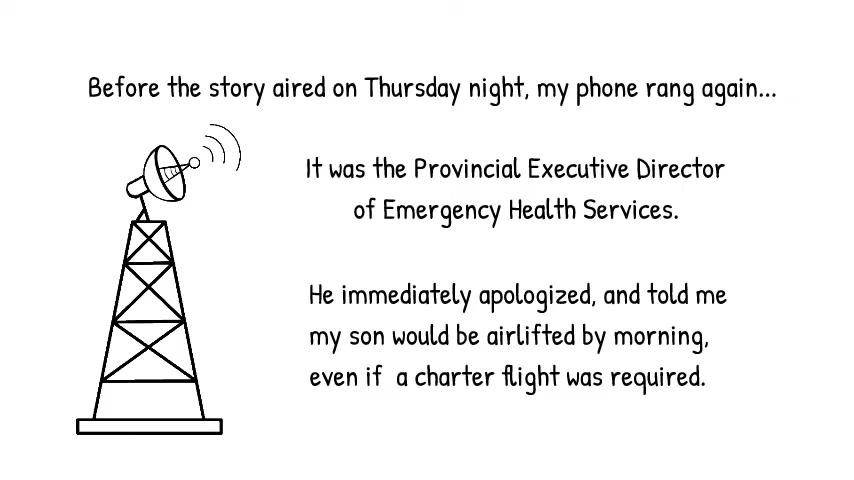 Before the story aired on Thursday night, my phone rang again...
It was the Provincial Executive Director
of Emergency Health Services.
He immediately apologized, and told me
my son would be airlifted by morning,
even if a charter flight was required.